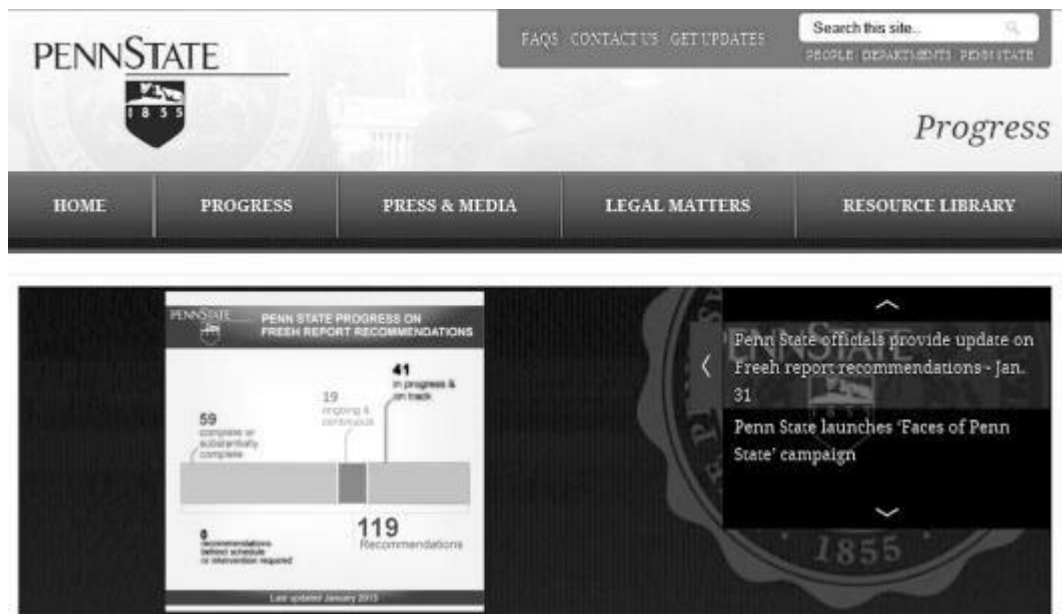 FAQS CONTACT US GET UPDATES
Search this site..
PEOPLE DEPARTMENTS PENN STATE
PENNSTATE
1855
Progress
HOME PROGRESS PRESS & MEDIA LEGAL MATTERS RESOURCE LIBRARY
PENNSTATE
PENN STATE PROGRESS ON
FREEH REPORT RECOMMENDATIONS
41
in progress &
on track
19
ongoing &
continuous
59
complete or
substantially
complete
0
recommendations
behind schedule
or intervention required
119
Recommendations
Last updated January 2013
Penn State officials provide update on
Freeh report recommendations - Jan.
31
Penn State launches 'Faces of Penn
State' campaign
PENNSTATE
1855